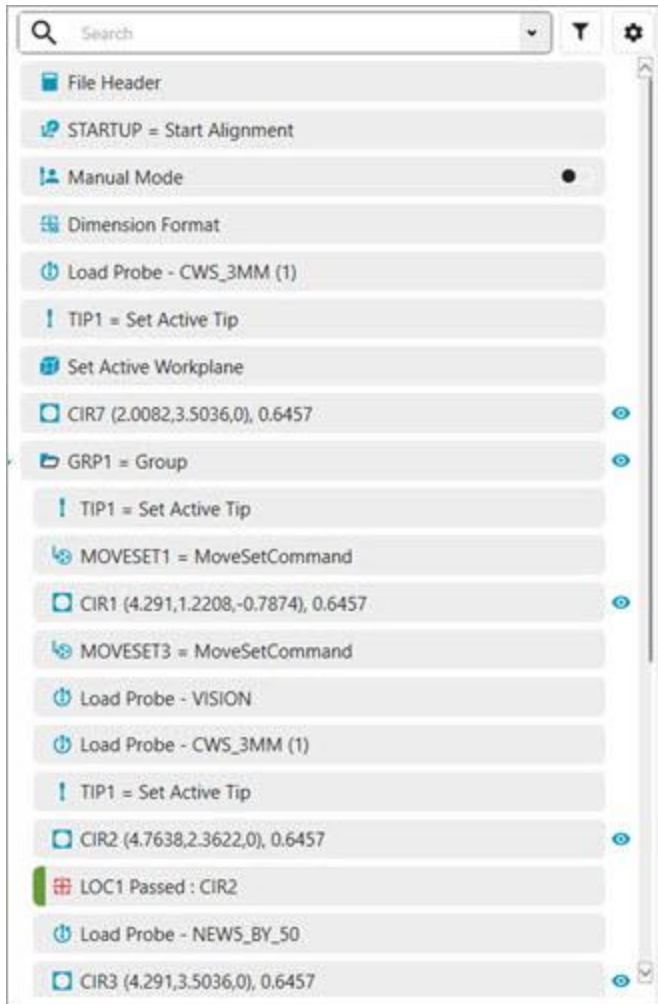 Search
File Header
STARTUP = Start Alignment
Manual Mode
Dimension Format
Load Probe - CWS_3MM (1)
TIP1 = Set Active Tip
Set Active Workplane
CIR7 (2.0082,3.5036,0), 0.6457
GRP1 = Group
TIP1 = Set Active Tip
MOVESET1 = MoveSetCommand
CIR1 (4.291,1.2208,-0.7874), 0.6457
MOVESET3 = MoveSetCommand
Load Probe - VISION
Load Probe - CWS_3MM (1)
TIP1 = Set Active Tip
CIR2 (4.7638,2.3622,0), 0.6457
LOC1 Passed : CIR2
Load Probe - NEW5_BY_50
CIR3 (4.291,3.5036,0), 0.6457